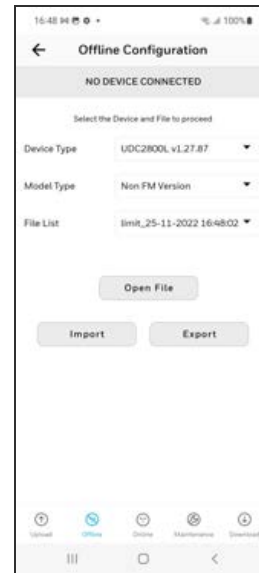 16:48
100%
Offline Configuration
NO DEVICE CONNECTED
Select the Device and File to proceed
Device Type UDC2800L v1.27.87
Model Type Non FM Version
File List limit_25-11-2022 16:48:02
Open File
Import Export
Upload Offline Online Maintenance Download